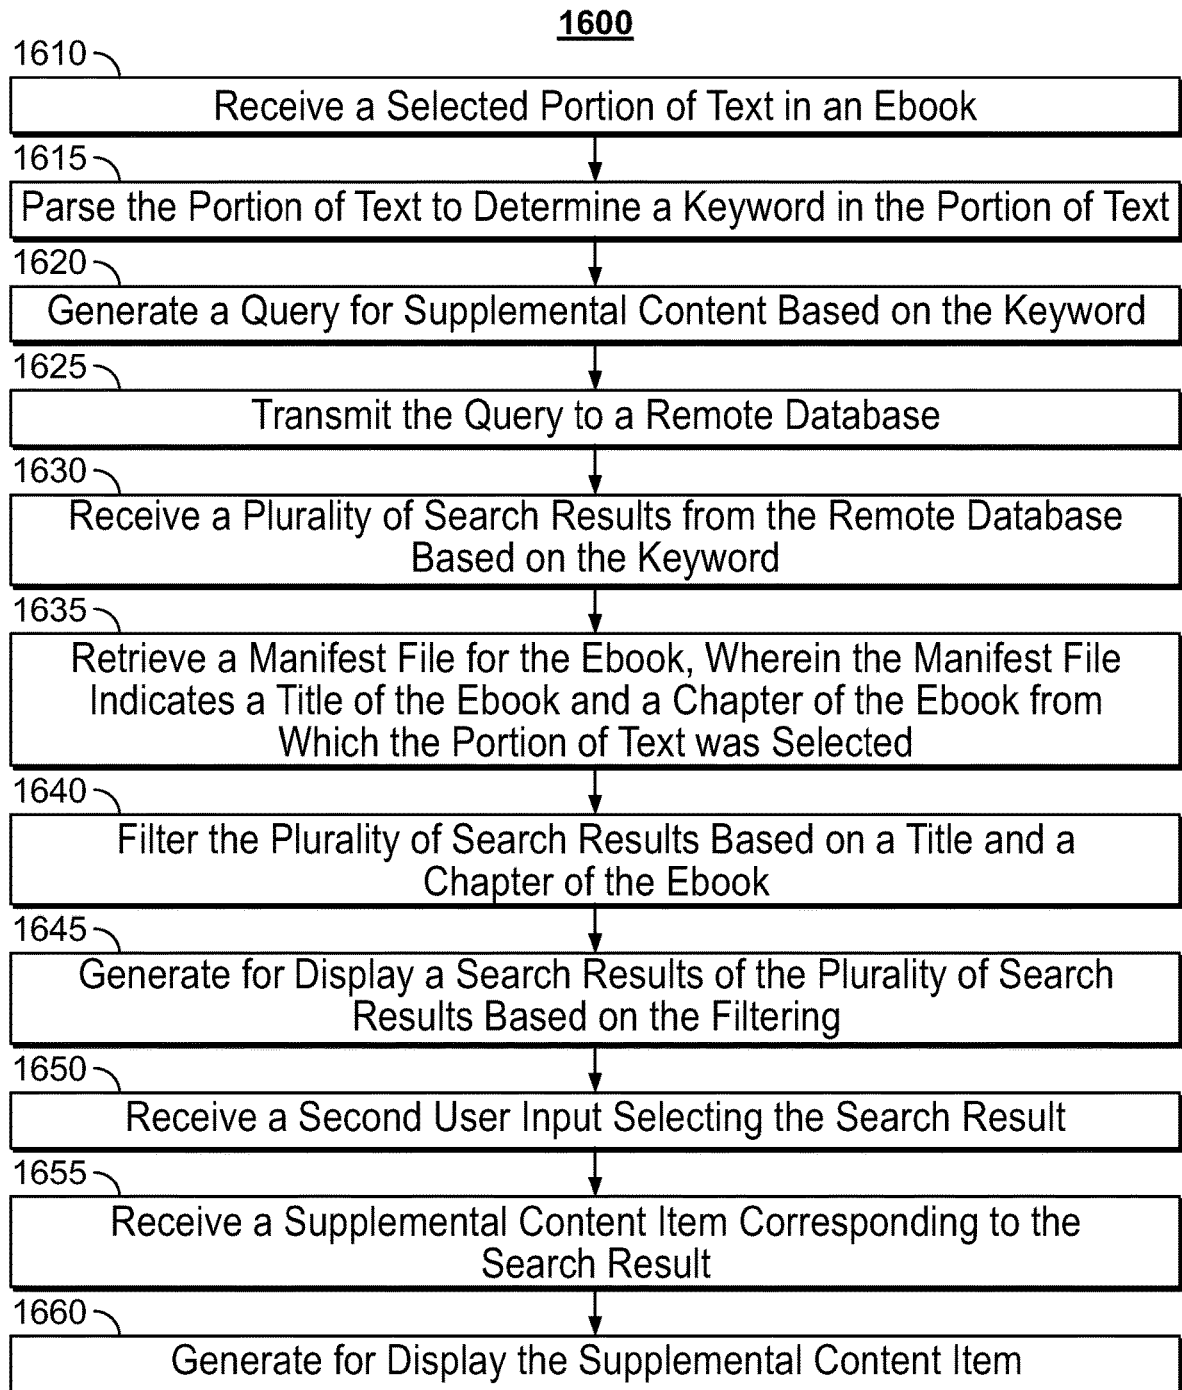 1600
1610
Receive a Selected Portion of Text in an Ebook
1615
Parse the Portion of Text to Determine a Keyword in the Portion of Text
1620
Generate a Query for Supplemental Content Based on the Keyword
1625
Transmit the Query to a Remote Database
1630
Receive a Plurality of Search Results from the Remote Database
Based on the Keyword
1635
Retrieve a Manifest File for the Ebook, Wherein the Manifest File
Indicates a Title of the Ebook and a Chapter of the Ebook from
Which the Portion of Text was Selected
1640
Filter the Plurality of Search Results Based on a Title and a
Chapter of the Ebook
1645
Generate for Display a Search Results of the Plurality of Search
Results Based on the Filtering
1650
Receive a Second User Input Selecting the Search Result
1655
Receive a Supplemental Content Item Corresponding to the
Search Result
1660
Generate for Display the Supplemental Content Item